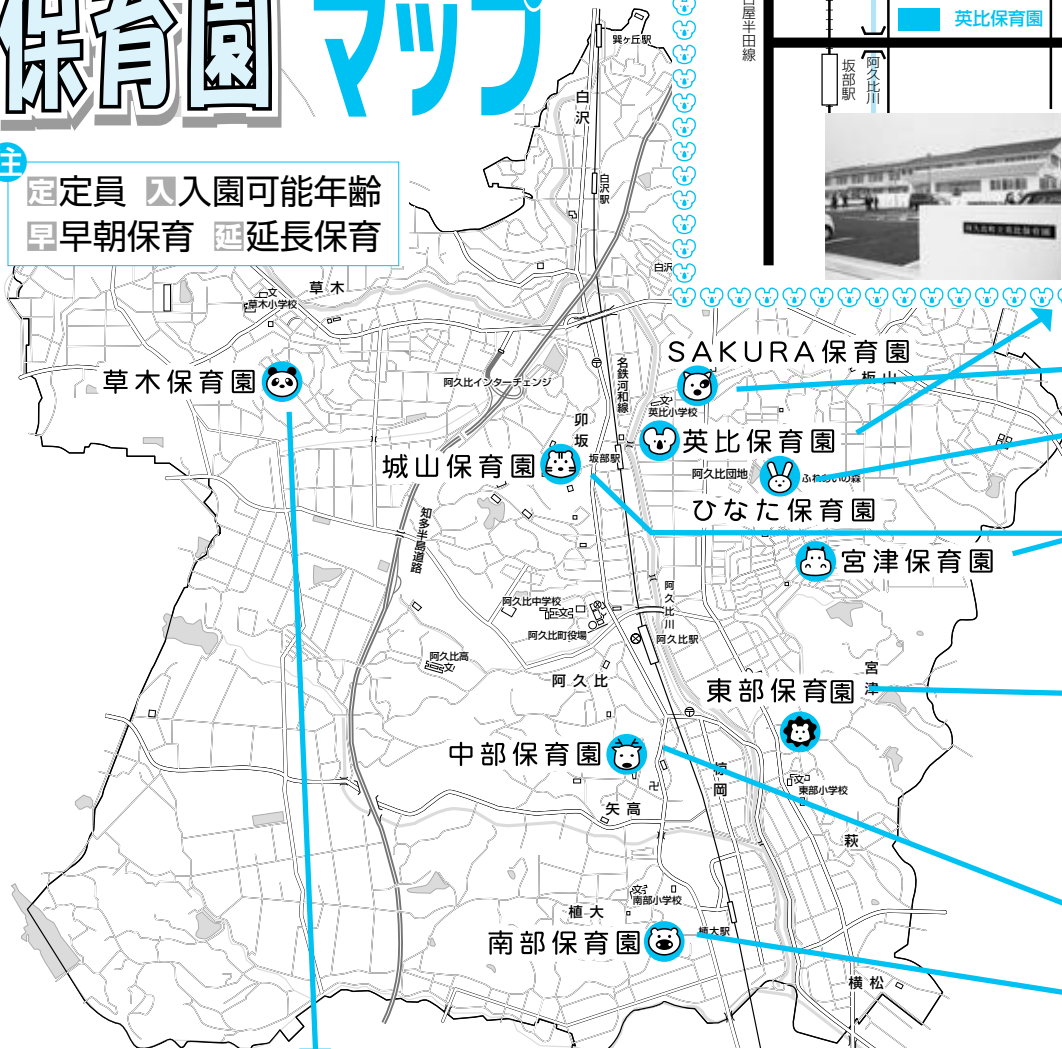 保育園 マップ
注
定 定員 入 入園可能年齢
早 早朝保育 延 延長保育
英比保育園
坂部駅
阿久比川
巽ヶ丘駅
白沢
白沢駅
白沢
草木
草木小学校
草木保育園
阿久比インターチェンジ
名鉄河和線
SAKURA保育園
板山
英比小学校
英比保育園
卯坂
城山保育園
坂部駅
阿久比団地
ふれあいの森
ひなた保育園
宮津保育園
知多半島道路
阿久比中学校
阿久比町役場
阿久比川
阿久比駅
阿久比高
阿久比
宮津
東部保育園
中部保育園
椋岡
東部小学校
矢高
萩
南部小学校
植大
植大駅
南部保育園
横松